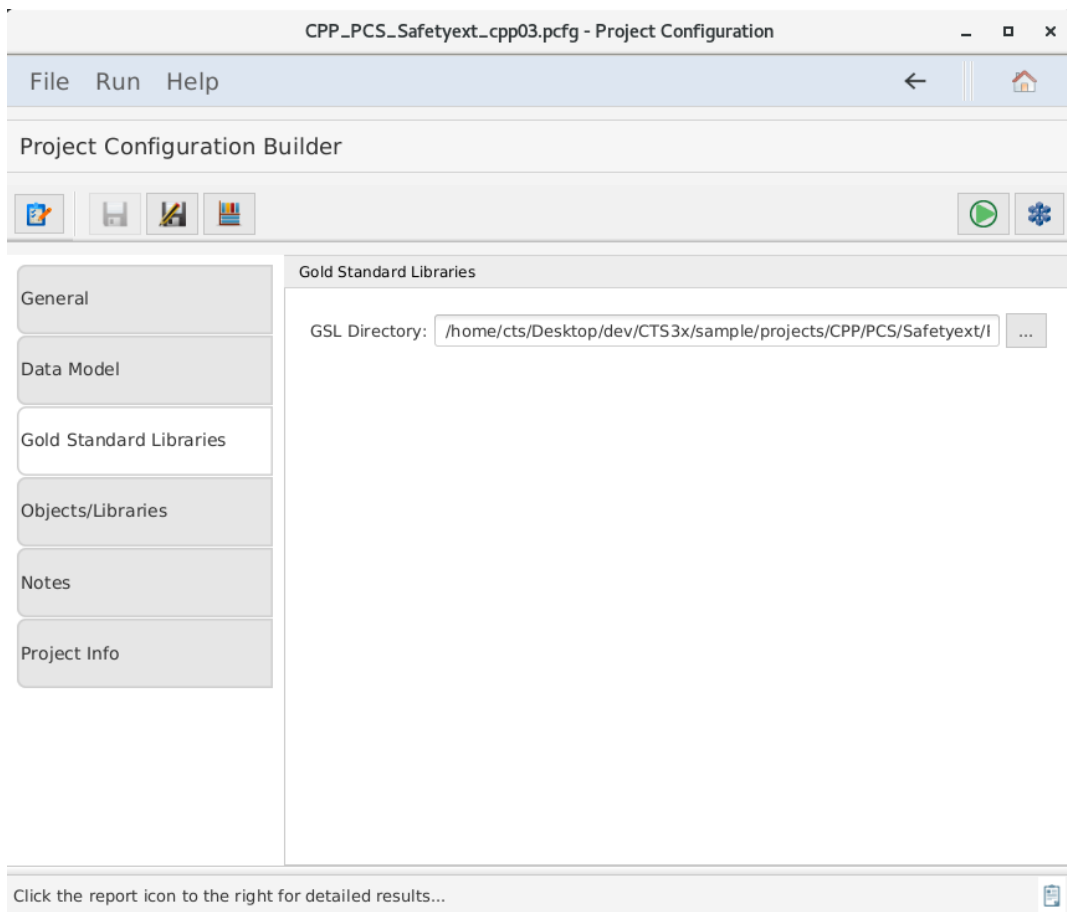 CPP_PCS_Safetyext_cpp03.pcfg - Project Configuration
File Run Help
Project Configuration Builder
General
Data Model
Gold Standard Libraries
Objects/Libraries
Notes
Project Info
Gold Standard Libraries
GSL Directory: /home/cts/Desktop/dev/CTS3x/sample/projects/CPP/PCS/Safetyext/ ...
Click the report icon to the right for detailed results...